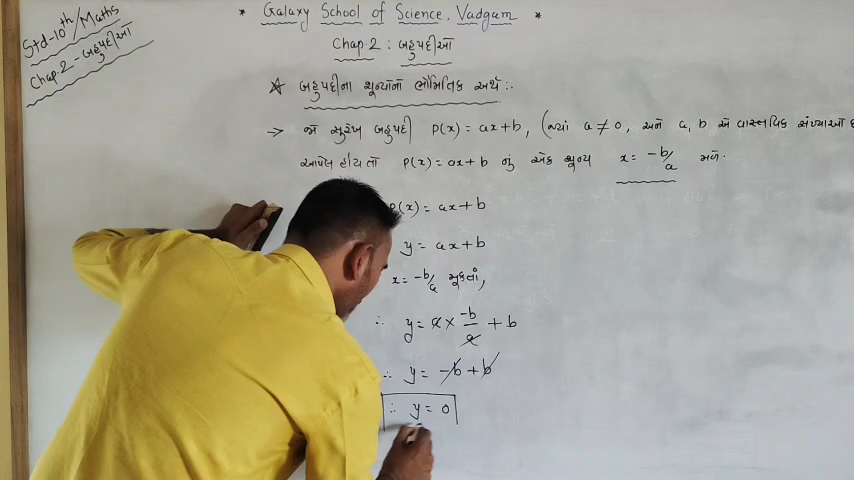 * Galaxy School of Science, Vadgam *
Std-10th/Maths
Chap.2 - બહુપદીઓ
Chap.2 : બહુપદીઓ
☆ બહુપદીના શૂન્યોનો ભૌમિતિક અર્થ :-
→ જો સુરેખ બહુપદી P(x) = ax+b, (જ્યાં a ≠ 0, અને a, b એ વાસ્તવિક સંખ્યાઓ
આપેલ હોય તો P(x) = ax+b નું એક શૂન્ય x = -b/a મળે.
P(x) = ax+b
y = ax+b
x = -b/a મૂકતાં,
∴ y = a × -b/a + b
∴ y = -b + b
∴ y = 0